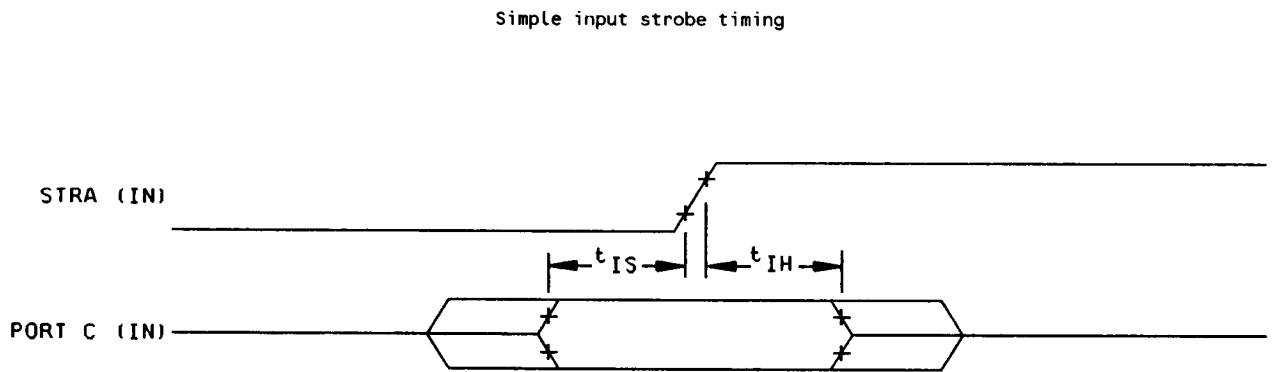 Simple input strobe timing
STRA (IN)
tIS
tIH
PORT C (IN)